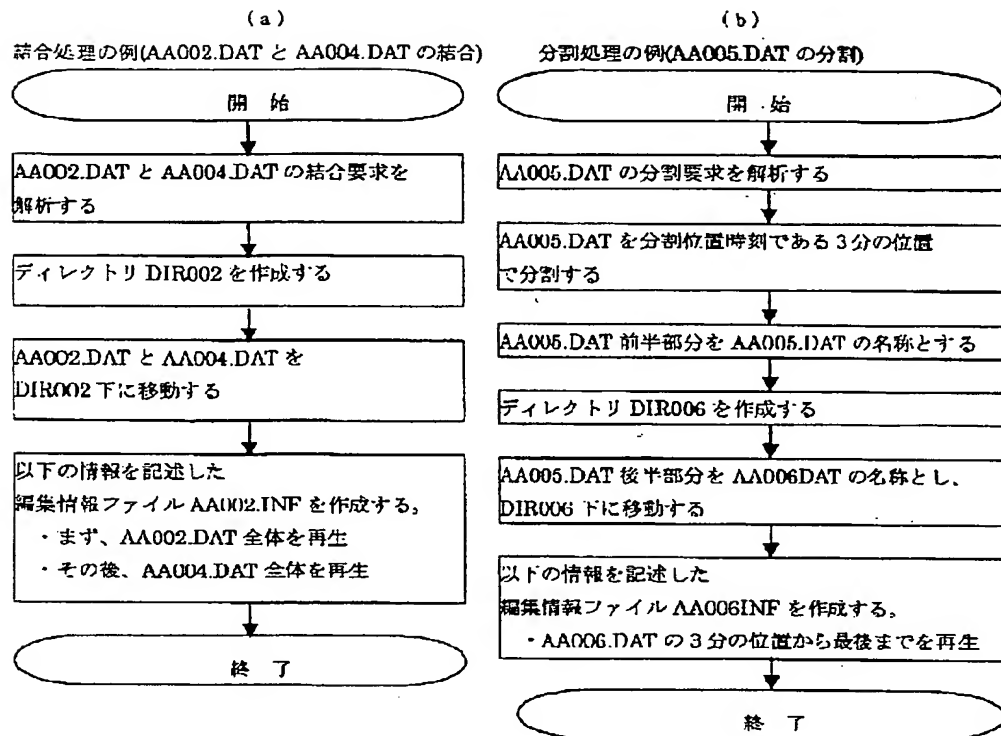 (a)
結合処理の例(AA002.DAT と AA004.DAT の結合)
開 始
AA002.DAT と AA004.DAT の結合要求を
解析する
ディレクトリ DIR002 を作成する
AA002.DAT と AA004.DAT を
DIR002 下に移動する
以下の情報を記述した
編集情報ファイル AA002.INF を作成する。
・まず、AA002.DAT 全体を再生
・その後、AA004.DAT 全体を再生
終 了
(b)
分割処理の例(AA005.DAT の分割)
開 始
AA005.DAT の分割要求を解析する
AA005.DAT を分割位置時刻である3分の位置
で分割する
AA005.DAT 前半部分を AA005.DAT の名称とする
ディレクトリ DIR006 を作成する
AA005.DAT 後半部分を AA006DAT の名称とし、
DIR006 下に移動する
以下の情報を記述した
編集情報ファイル AA006INF を作成する。
・AA006.DAT の3分の位置から最後までを再生
終 了